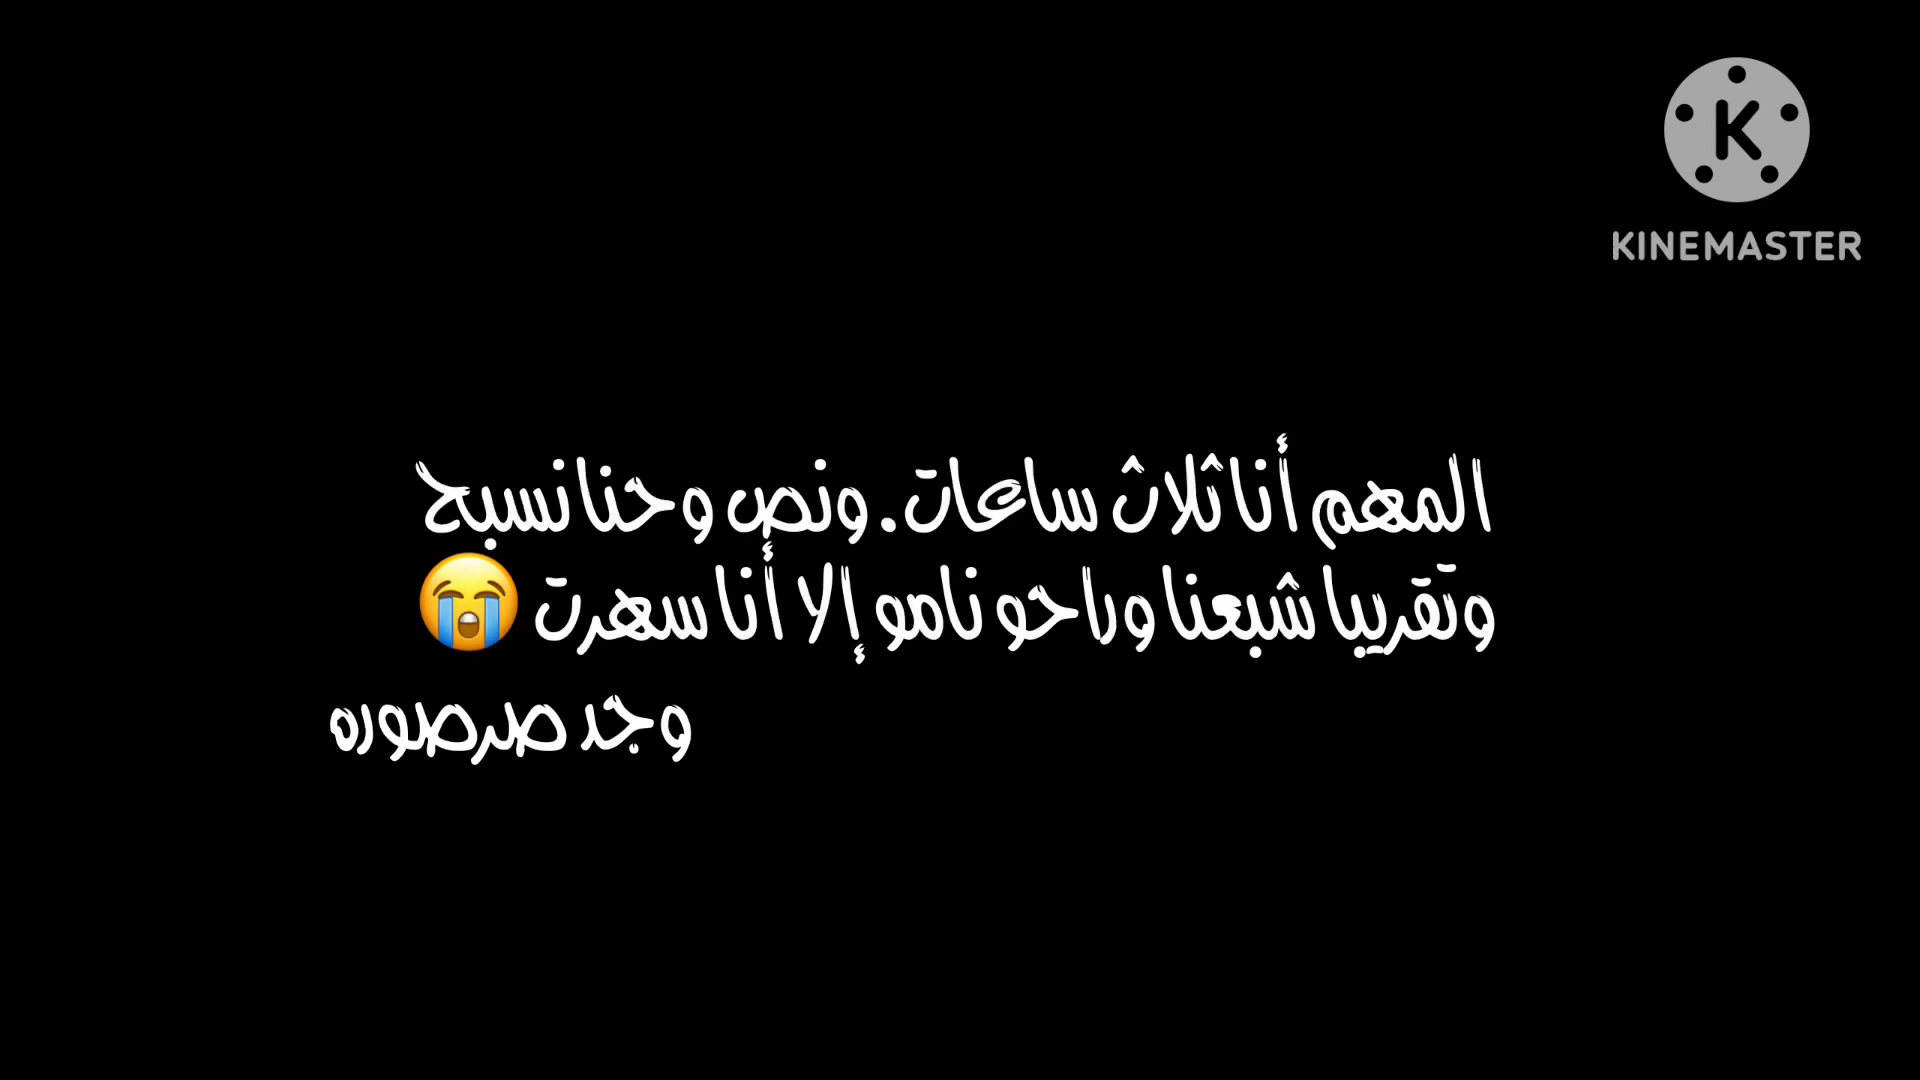 KINEMASTER
المهم أنا ثلاث ساعات. ونص وحنا نسبح
وتقريبا شبعنا وراحو نامو إلا أنا سهرت 😭
وجد صرصوره